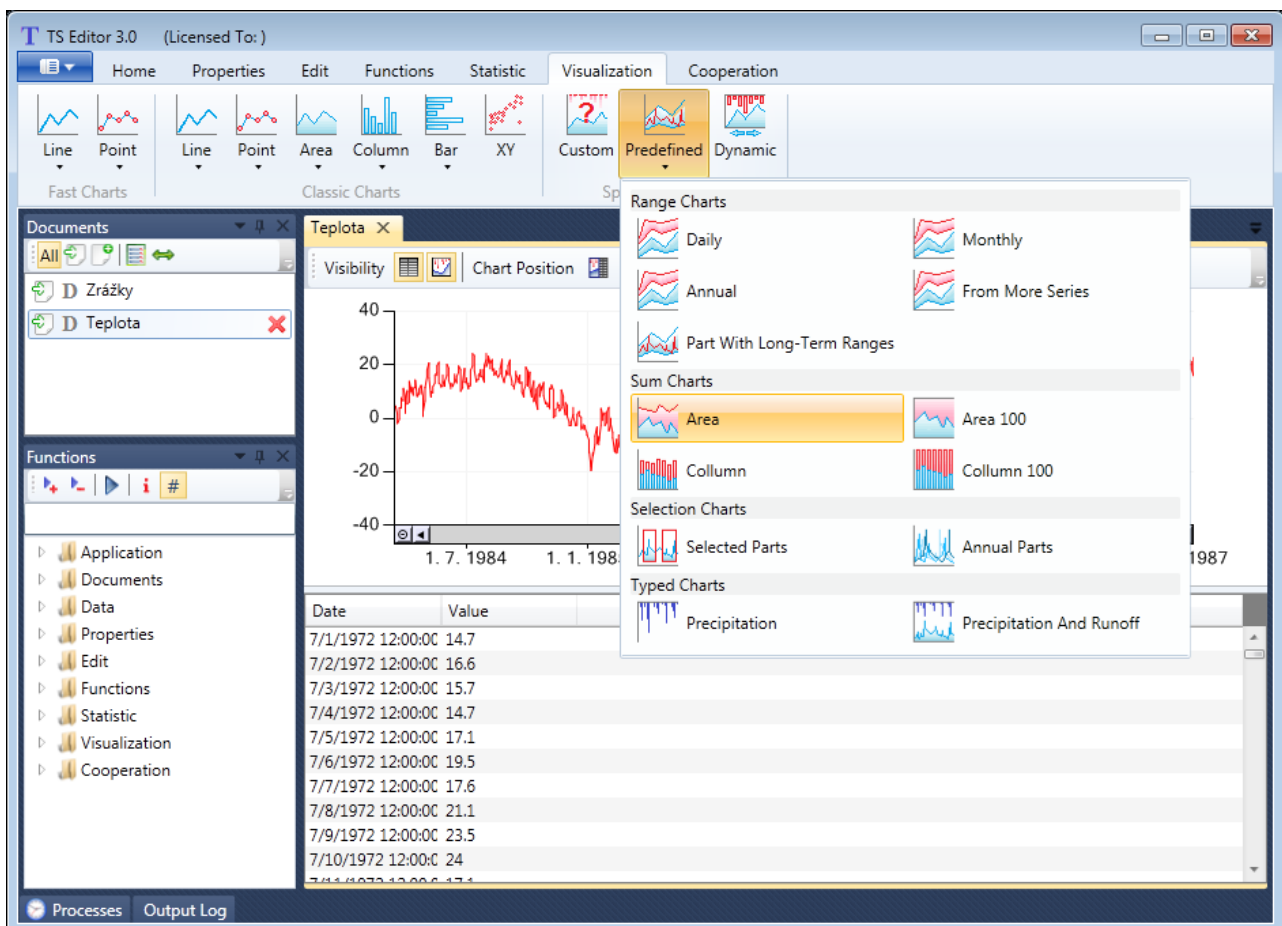 T TS Editor 3.0 (Licensed To: )
Home Properties Edit Functions Statistic Visualization Cooperation
Line Point Line Point Area Column Bar XY Custom Predefined Dynamic
Fast Charts Classic Charts Sp
Range Charts
Daily Monthly
Annual From More Series
Part With Long-Term Ranges
Sum Charts
Area Area 100
Collumn Collumn 100
Selection Charts
Selected Parts Annual Parts
Typed Charts
Precipitation Precipitation And Runoff
Documents
All
D Zrážky
D Teplota
Functions
i #
Application
Documents
Data
Properties
Edit
Functions
Statistic
Visualization
Cooperation
Teplota
Visibility Chart Position
40
20
0
-20
-40
1. 7. 1984 1. 1. 198 1987
Date Value
7/1/1972 12:00:00 14.7
7/2/1972 12:00:00 16.6
7/3/1972 12:00:00 15.7
7/4/1972 12:00:00 14.7
7/5/1972 12:00:00 17.1
7/6/1972 12:00:00 19.5
7/7/1972 12:00:00 17.6
7/8/1972 12:00:00 21.1
7/9/1972 12:00:00 23.5
7/10/1972 12:00:0 24
Processes Output Log